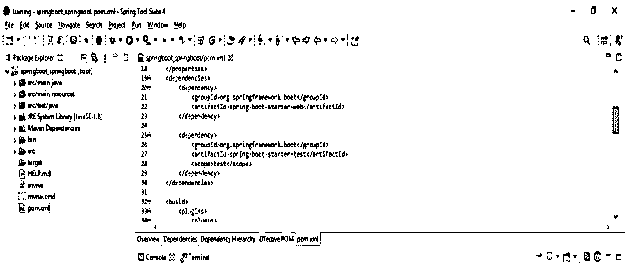 training - springboot_springboot/pom.xml - Spring Tool Suite 4
File Edit Source Navigate Search Project Run Window Help
Package Explorer
springboot_springboot/pom.xml
springboot_springboot [boot]
src/main/java
src/main/resources
src/test/java
JRE System Library [JavaSE-1.8]
Maven Dependencies
bin
src
target
HELP.md
mvnw
mvnw.cmd
pom.xml
18 </properties>
19 <dependencies>
20 <dependency>
21 <groupId>org.springframework.boot</groupId>
22 <artifactId>spring-boot-starter-web</artifactId>
23 </dependency>
24
25 <dependency>
26 <groupId>org.springframework.boot</groupId>
27 <artifactId>spring-boot-starter-test</artifactId>
28 <scope>test</scope>
29 </dependency>
30 </dependencies>
31
32 <build>
33 <plugins>
34 <plugin>
Overview Dependencies Dependency Hierarchy Effective POM pom.xml
Console Terminal